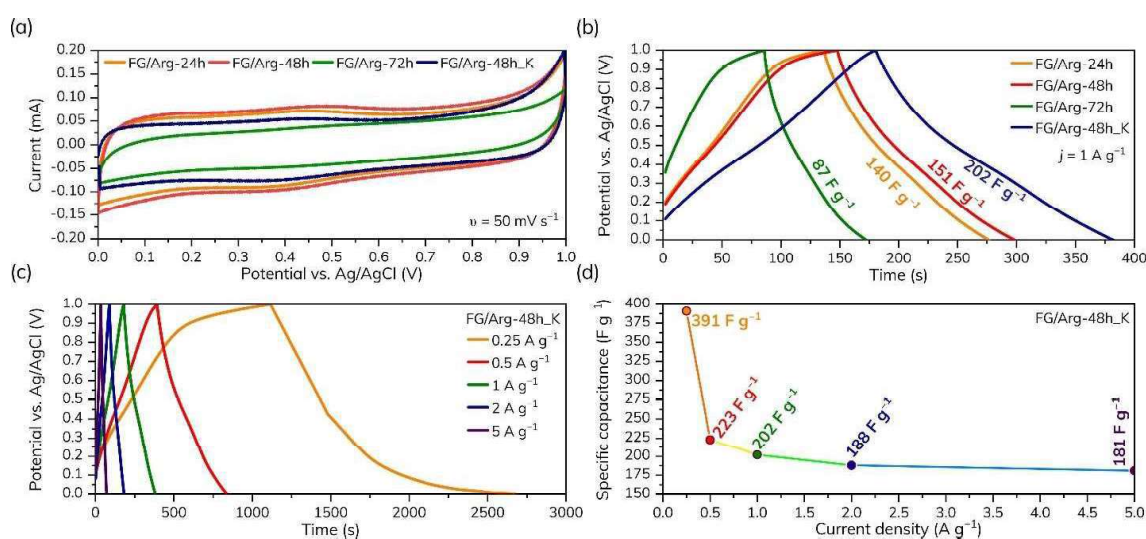 (a)
FG/Arg-24h FG/Arg-48h FG/Arg-72h FG/Arg-48h_K
0.20
0.15
0.10
0.05
0.00
-0.05
-0.10
-0.15
-0.20
Current (mA)
υ = 50 mV s⁻¹
0.0 0.1 0.2 0.3 0.4 0.5 0.6 0.7 0.8 0.9 1.0
Potential vs. Ag/AgCl (V)
(b)
1.0
0.9
0.8
0.7
0.6
0.5
0.4
0.3
0.2
0.1
0.0
Potential vs. Ag/AgCl (V)
FG/Arg-24h
FG/Arg-48h
FG/Arg-72h
FG/Arg-48h_K
j = 1 A g⁻¹
87 F g⁻¹
140 F g⁻¹
151 F g⁻¹
202 F g⁻¹
0 50 100 150 200 250 300 350 400
Time (s)
(c)
1.0
0.9
0.8
0.7
0.6
0.5
0.4
0.3
0.2
0.1
0.0
Potential vs. Ag/AgCl (V)
FG/Arg-48h_K
0.25 A g⁻¹
0.5 A g⁻¹
1 A g⁻¹
2 A g⁻¹
5 A g⁻¹
0 500 1000 1500 2000 2500 3000
Time (s)
(d)
400
375
350
325
300
275
250
225
200
175
150
Specific capacitance (F g⁻¹)
FG/Arg-48h_K
391 F g⁻¹
223 F g⁻¹
202 F g⁻¹
188 F g⁻¹
181 F g⁻¹
0.0 0.5 1.0 1.5 2.0 2.5 3.0 3.5 4.0 4.5 5.0
Current density (A g⁻¹)